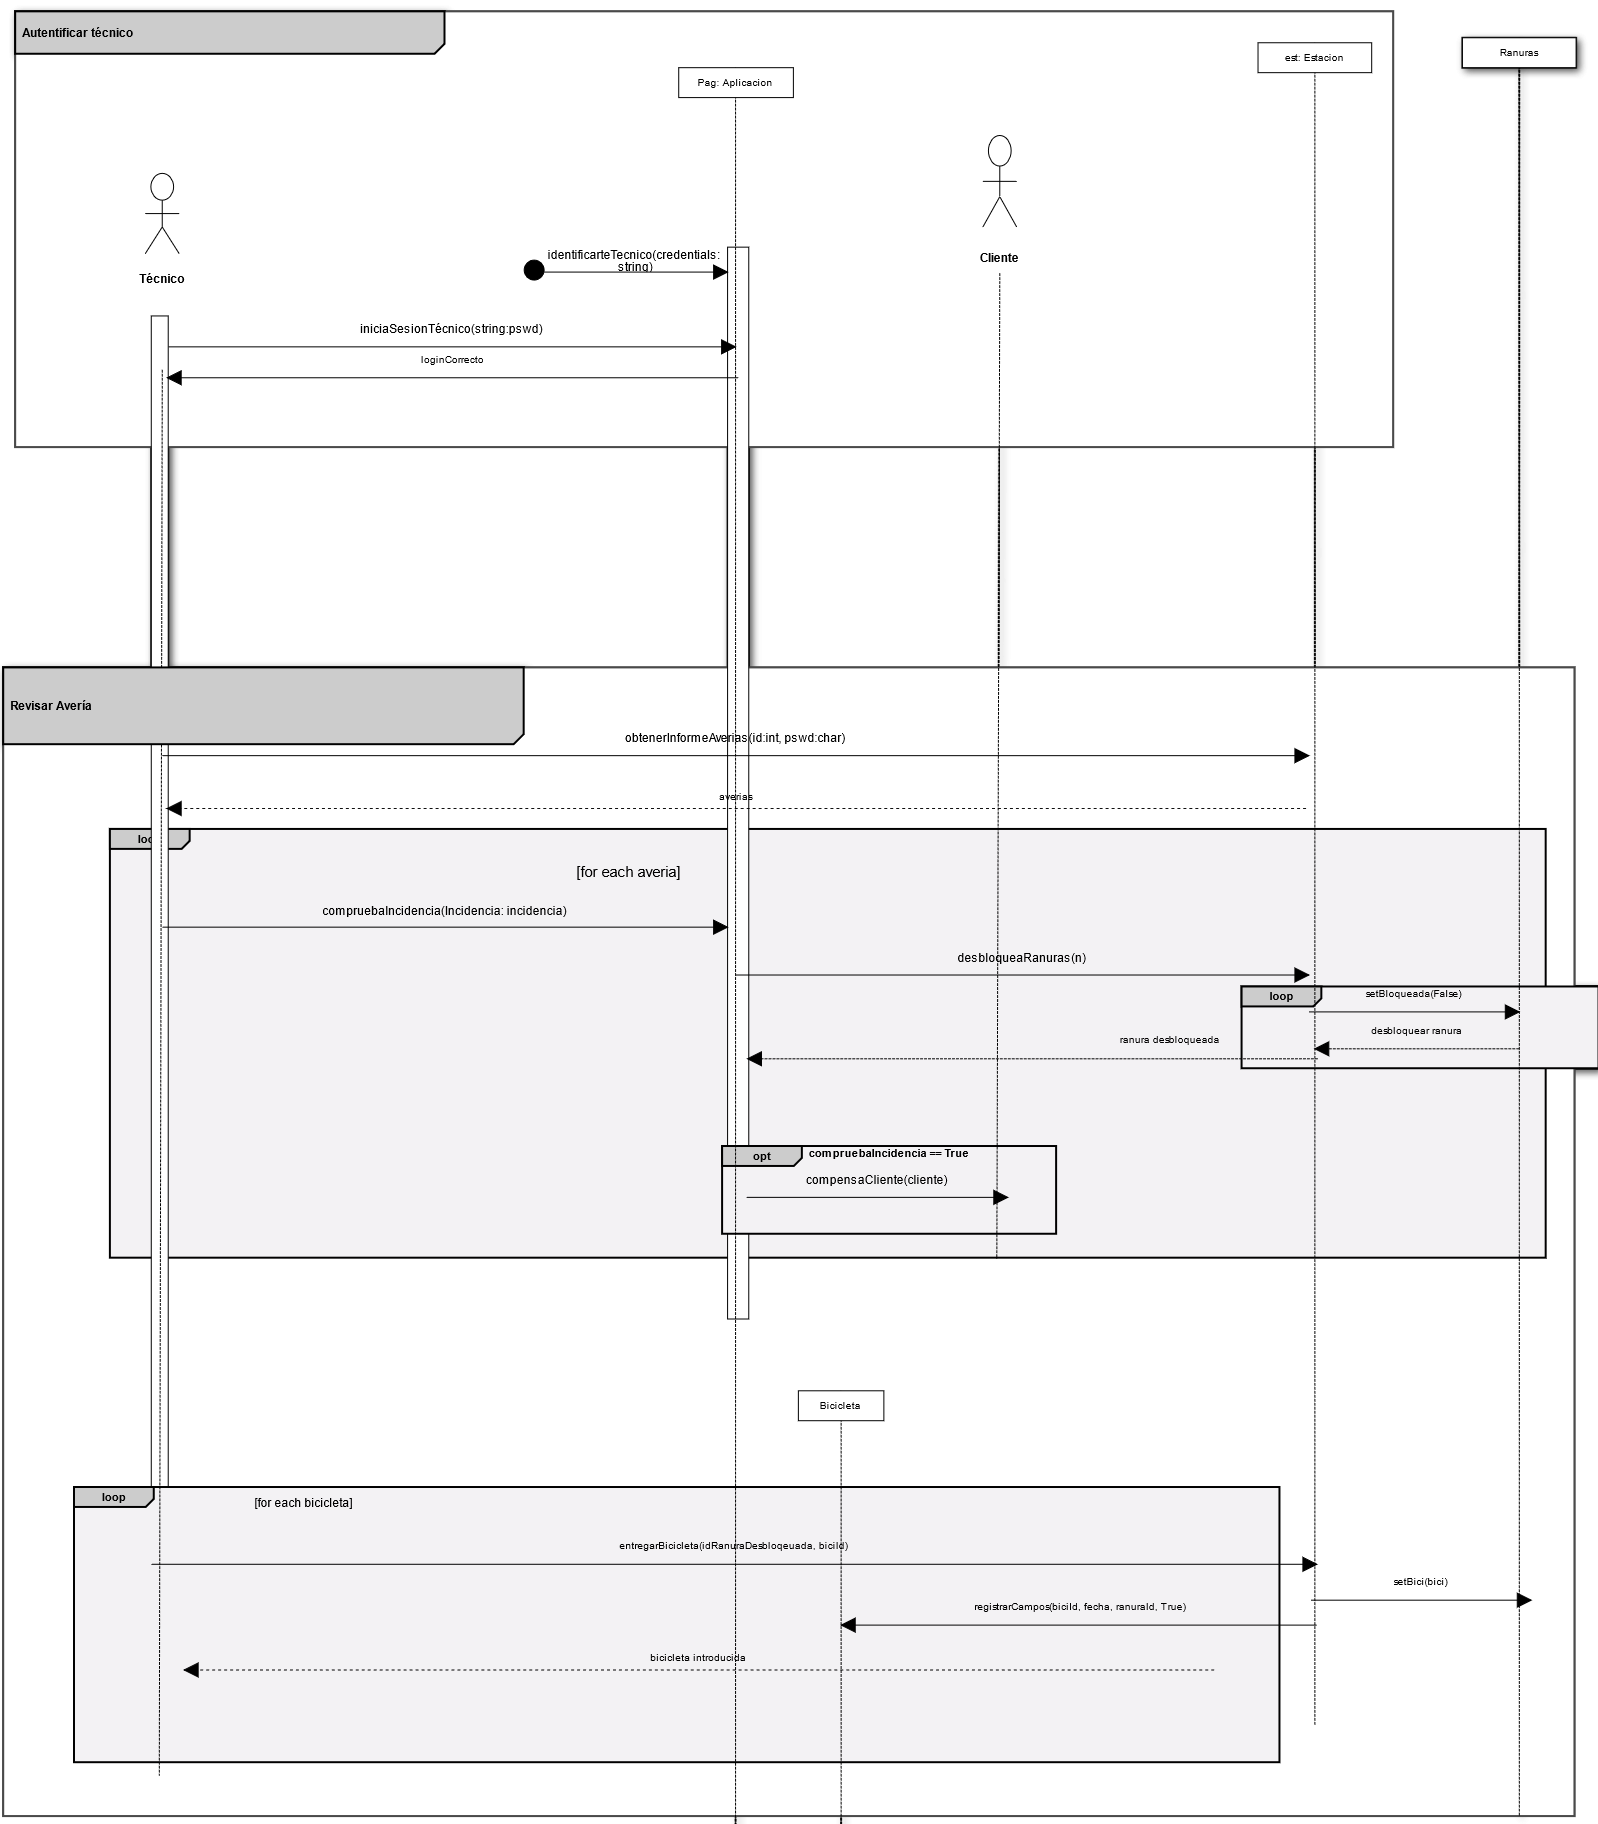 Autentificar técnico
Ranuras
est: Estacion
Pag: Aplicacion
identificarteTecnico(credentials:
string)
Cliente
Técnico
iniciaSesionTécnico(string:pswd)
loginCorrecto
Revisar Avería
obtenerInformeAverias(id:int, pswd:char)
averias
[for each averia]
compruebaIncidencia(Incidencia: incidencia)
desbloqueaRanuras(n)
loop
setBloqueada(False)
desbloquear ranura
ranura desbloqueada
opt
compruebaIncidencia == True
compensaCliente(cliente)
Bicicleta
loop
[for each bicicleta]
entregarBicicleta(idRanuraDesbloqeuada, biciId)
setBici(bici)
registrarCampos(biciId, fecha, ranuraId, True)
bicicleta introducida